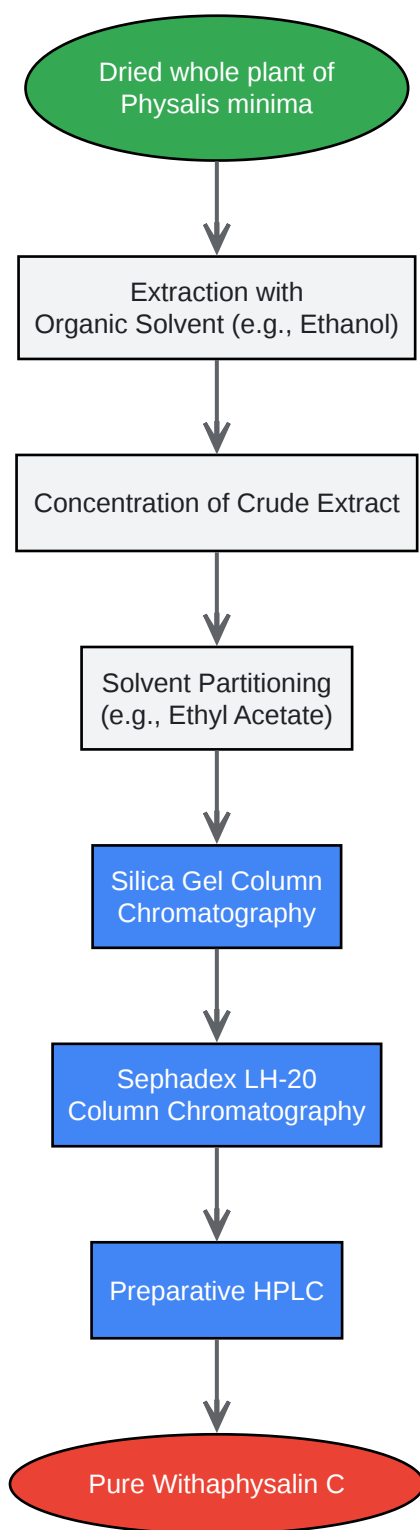 Dried whole plant of
Physalis minima
Extraction with
Organic Solvent (e.g., Ethanol)
Concentration of Crude Extract
Solvent Partitioning
(e.g., Ethyl Acetate)
Silica Gel Column
Chromatography
Sephadex LH-20
Column Chromatography
Preparative HPLC
Pure Withaphysalin C